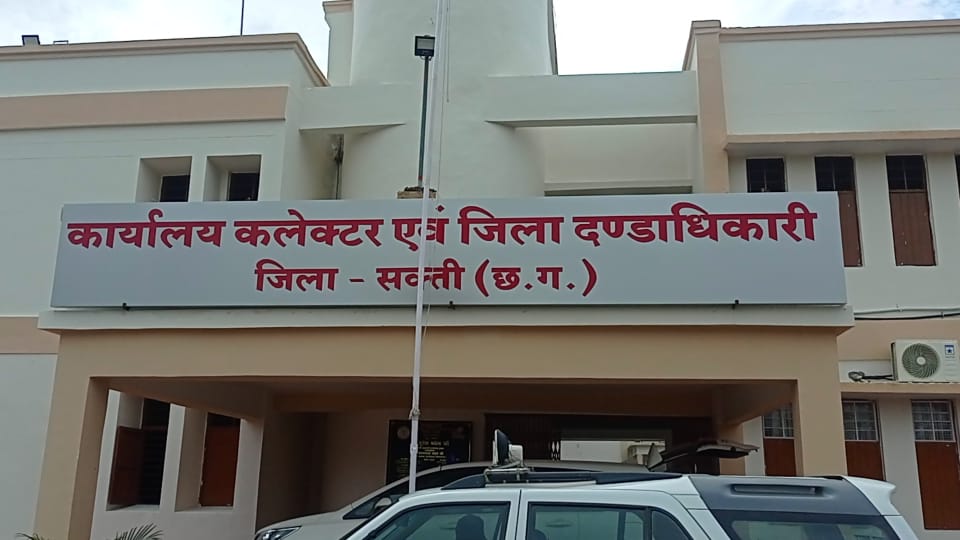 कार्यालय कलेक्टर एवं जिला दण्डाधिकारी
जिला - सक्ती (छ.ग.)